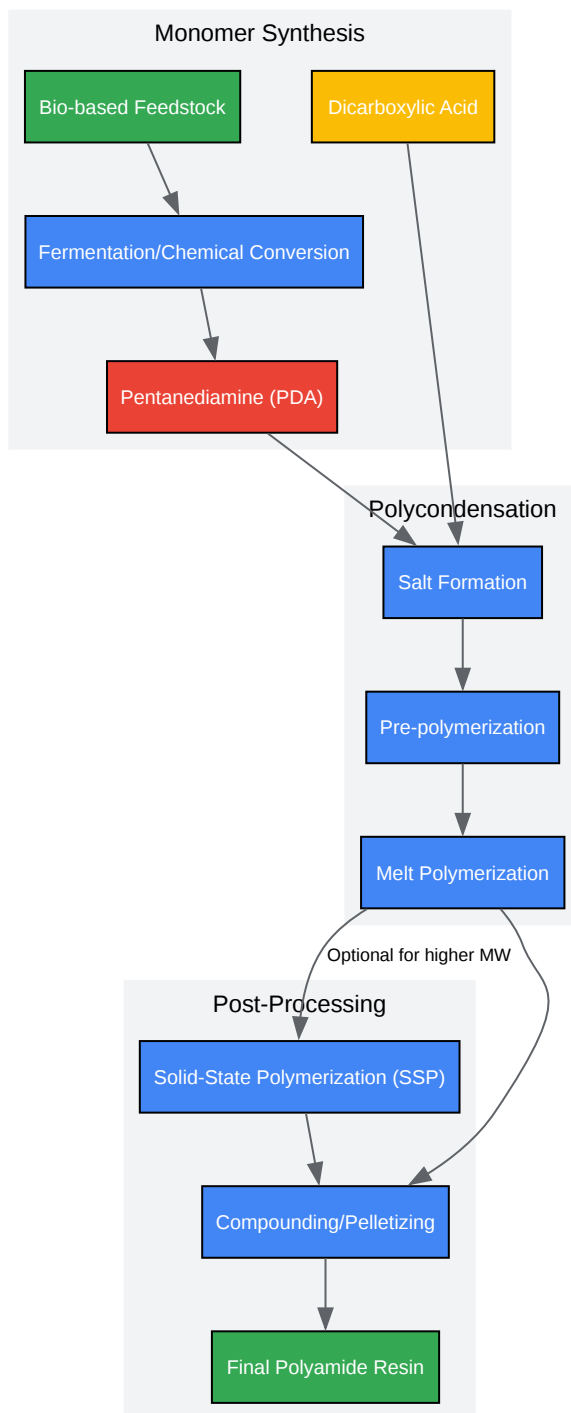 Monomer Synthesis
Bio-based Feedstock
Dicarboxylic Acid
Fermentation/Chemical Conversion
Pentanediamine (PDA)
Polycondensation
Salt Formation
Pre-polymerization
Melt Polymerization
Optional for higher MW
Post-Processing
Solid-State Polymerization (SSP)
Compounding/Pelletizing
Final Polyamide Resin